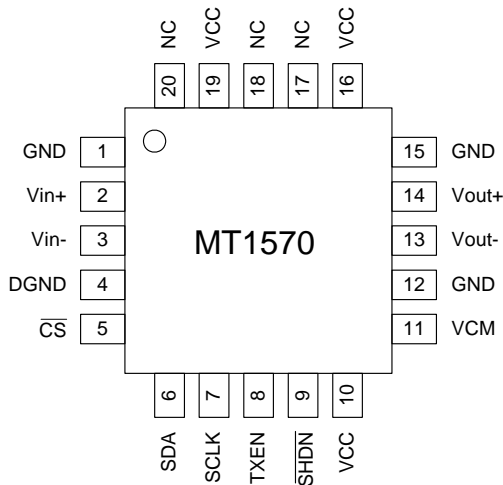 NC VCC NC NC VCC
20 19 18 17 16
GND 1 15 GND
Vin+ 2 14 Vout+
Vin- 3 MT1570 13 Vout-
DGND 4 12 GND
C̅S̅ 5 11 VCM
6 7 8 9 10
SDA SCLK TXEN S̅H̅D̅N̅ VCC